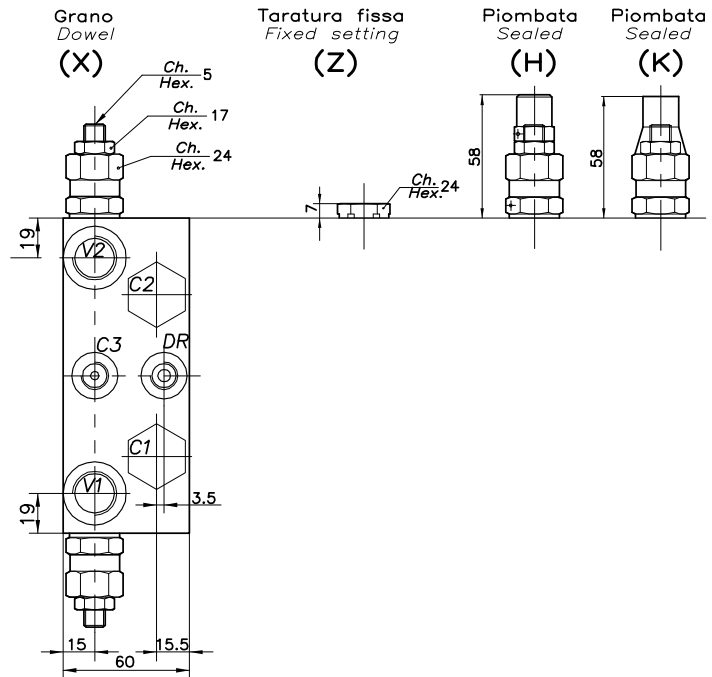 Grano
Dowel
(X)
Taratura fissa
Fixed setting
(Z)
Piombata
Sealed
(H)
Piombata
Sealed
(K)
Ch.
Hex. 5
Ch.
Hex. 17
Ch.
Hex. 24
7
Ch.
Hex. 24
58
58
19
V2
C2
C3
DR
C1
V1
19
3.5
15
15.5
60